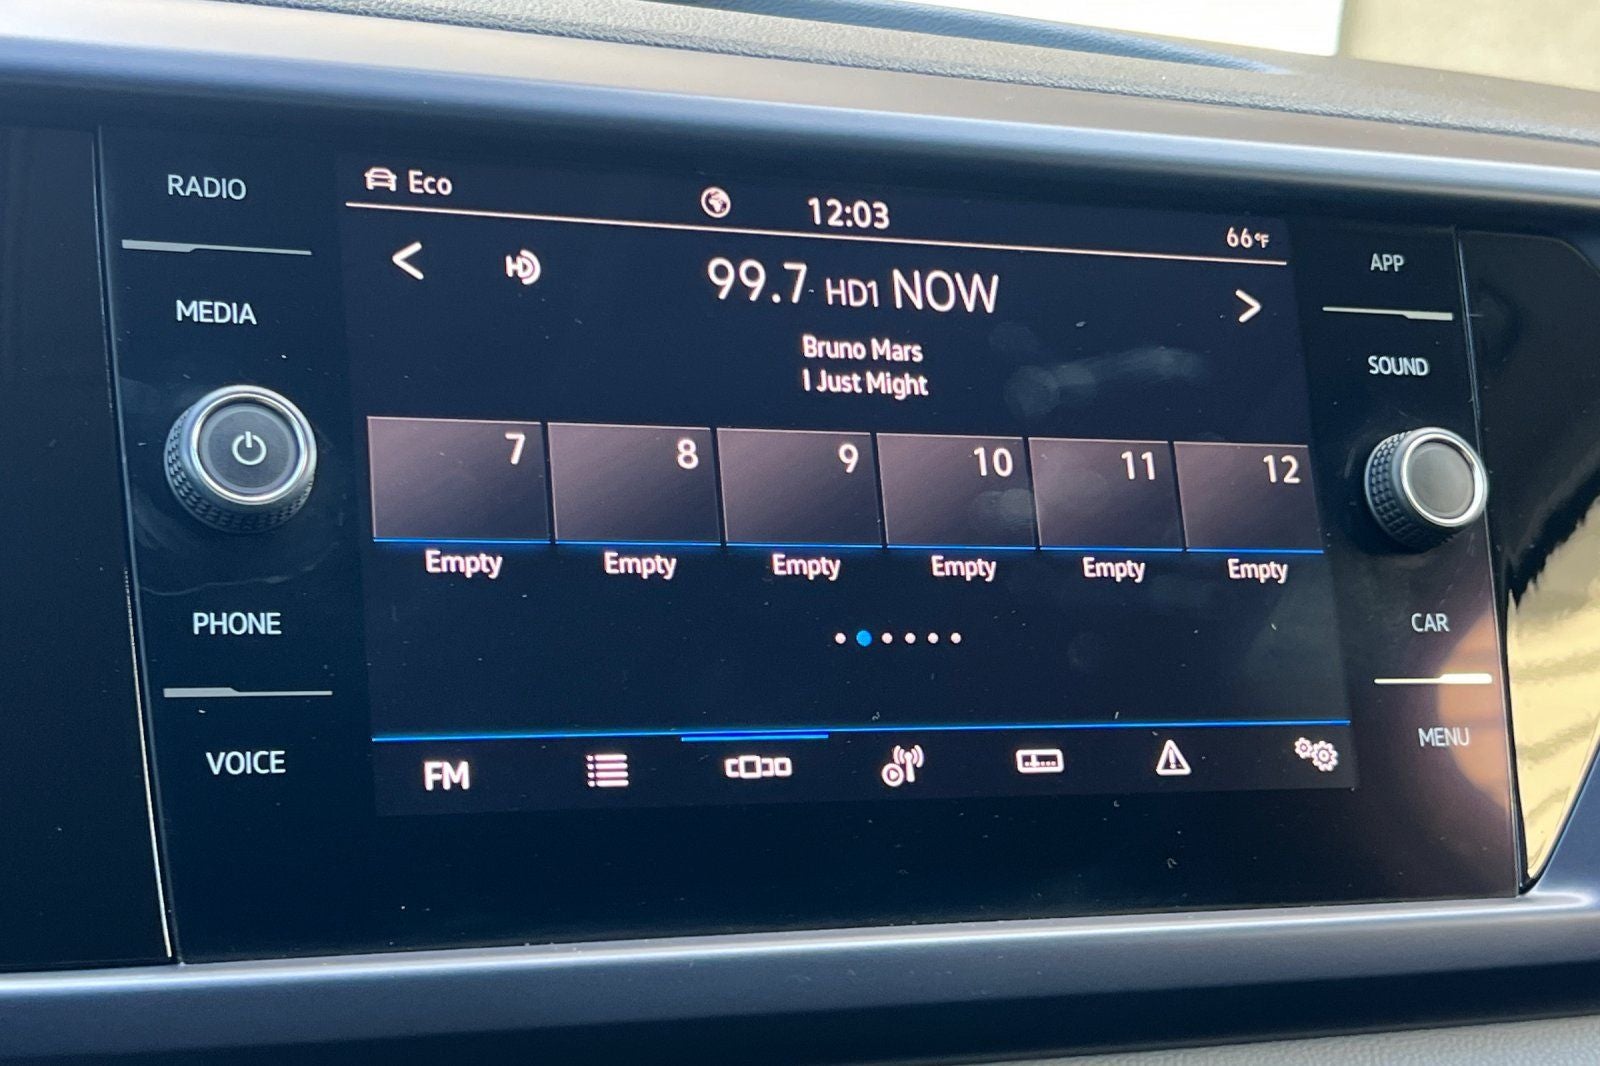 RADIO
MEDIA
PHONE
VOICE
Eco
12:03
66°F
HD
99.7 HD1 NOW
Bruno Mars
I Just Might
7 8 9 10 11 12
Empty Empty Empty Empty Empty Empty
FM
APP
SOUND
CAR
MENU